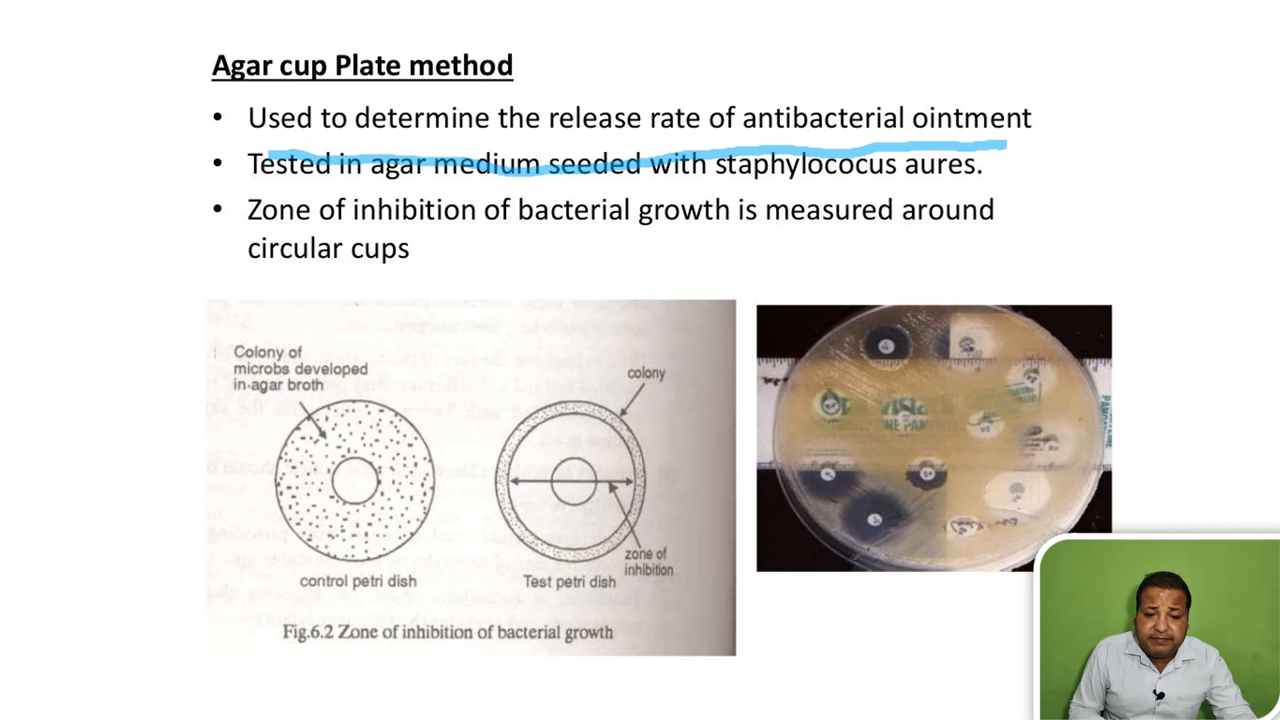 Agar cup Plate method
• Used to determine the release rate of antibacterial ointment
• Tested in agar medium seeded with staphylococus aures.
• Zone of inhibition of bacterial growth is measured around
circular cups
Colony of
microbs developed
in·agar broth
colony
zone of
inhibition
control petri dish
Test petri dish
Fig.6.2 Zone of inhibition of bacterial growth